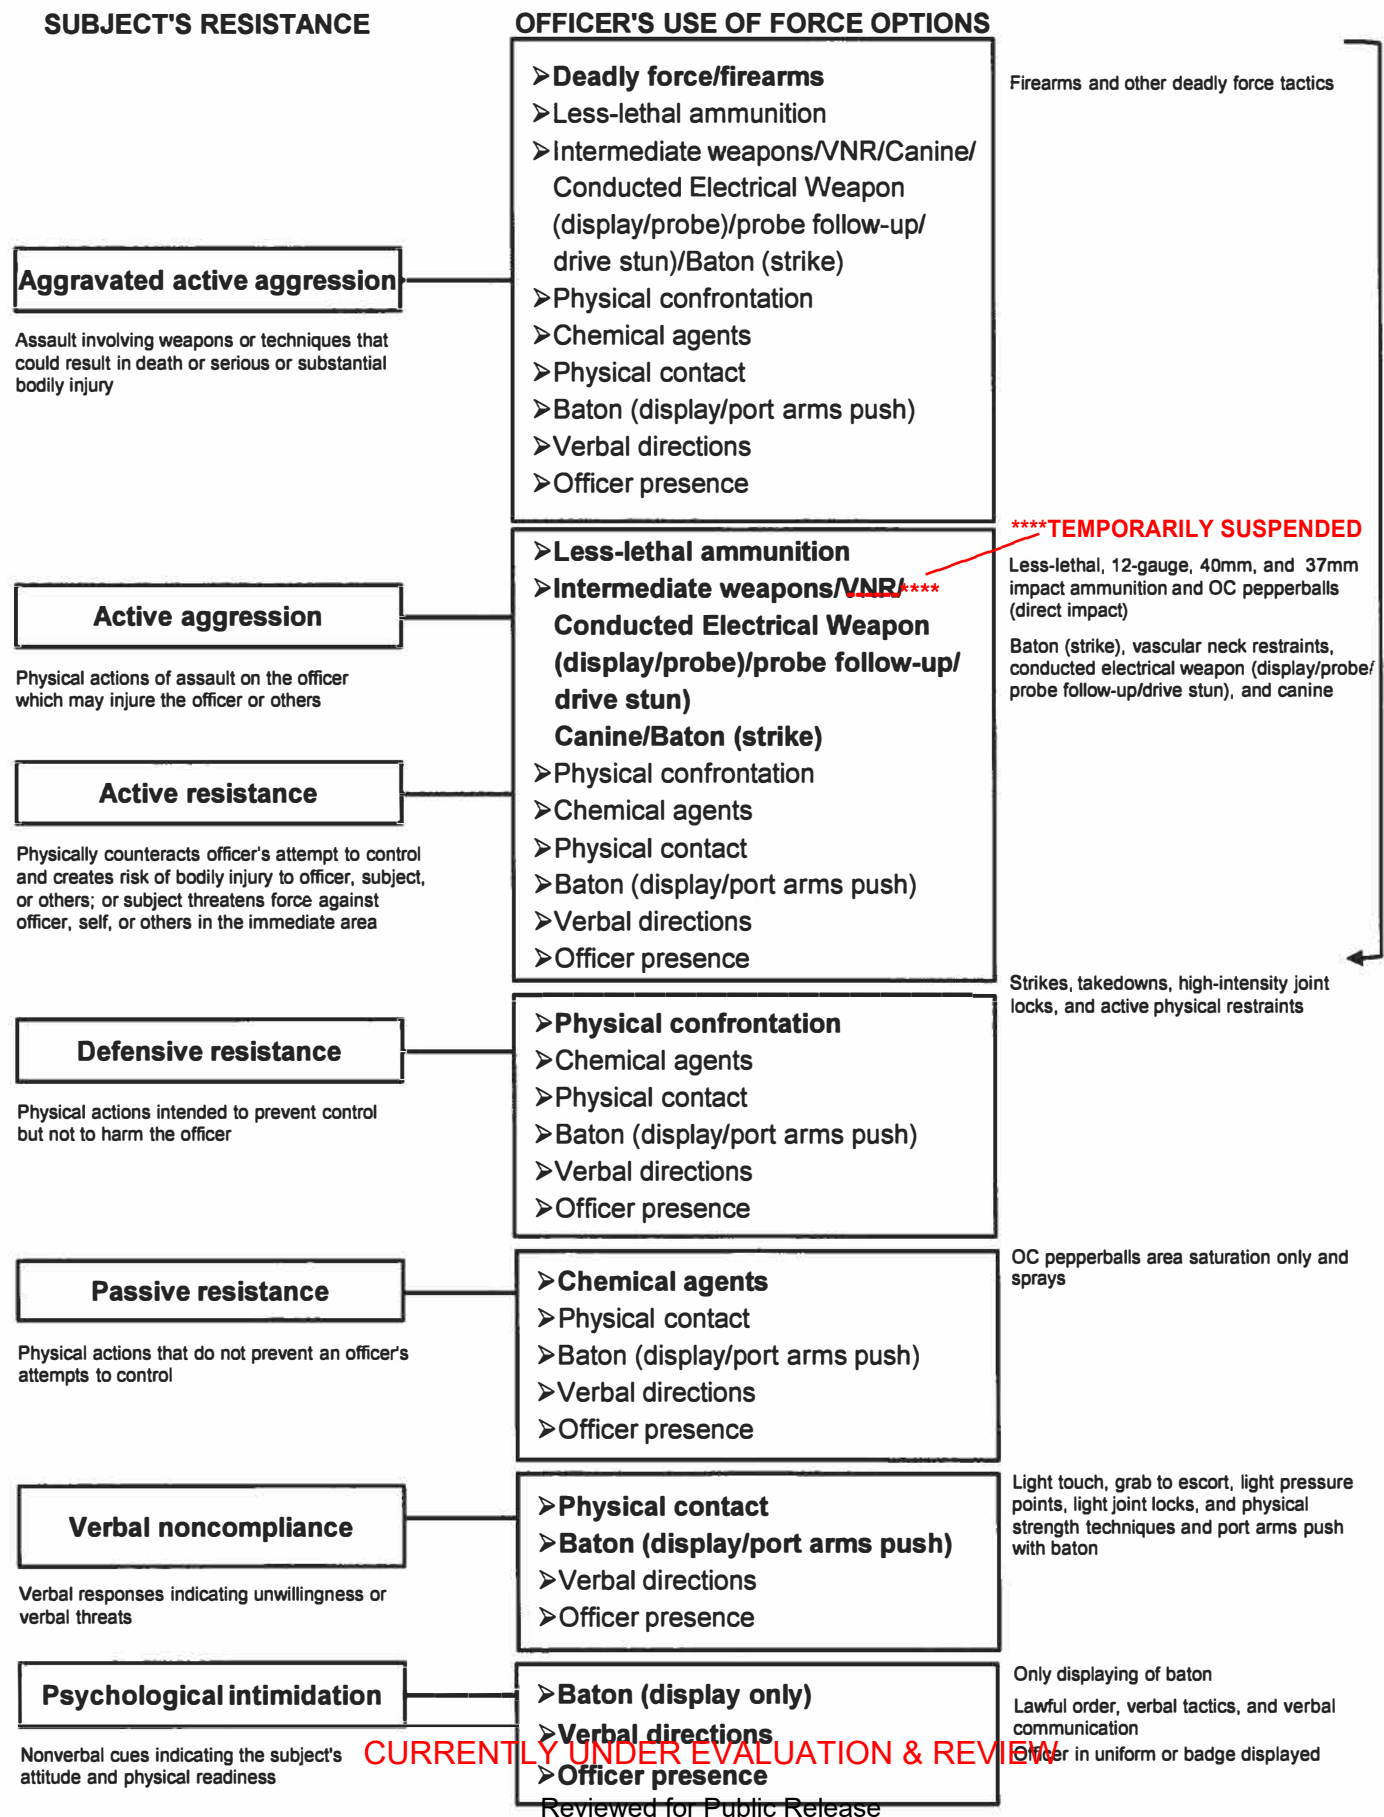 SUBJECT'S RESISTANCE
OFFICER'S USE OF FORCE OPTIONS
➢Deadly force/firearms
➢Less-lethal ammunition
➢Intermediate weapons/VNR/Canine/
Conducted Electrical Weapon
(display/probe)/probe follow-up/
drive stun)/Baton (strike)
➢Physical confrontation
➢Chemical agents
➢Physical contact
➢Baton (display/port arms push)
➢Verbal directions
➢Officer presence
Firearms and other deadly force tactics
Aggravated active aggression
Assault involving weapons or techniques that
could result in death or serious or substantial
bodily injury
****TEMPORARILY SUSPENDED
➢Less-lethal ammunition
➢Intermediate weapons/VNR/****
Conducted Electrical Weapon
(display/probe)/probe follow-up/
drive stun)
Canine/Baton (strike)
➢Physical confrontation
➢Chemical agents
➢Physical contact
➢Baton (display/port arms push)
➢Verbal directions
➢Officer presence
Less-lethal, 12-gauge, 40mm, and 37mm
impact ammunition and OC pepperballs
(direct impact)
Baton (strike), vascular neck restraints,
conducted electrical weapon (display/probe/
probe follow-up/drive stun), and canine
Active aggression
Physical actions of assault on the officer
which may injure the officer or others
Active resistance
Physically counteracts officer's attempt to control
and creates risk of bodily injury to officer, subject,
or others; or subject threatens force against
officer, self, or others in the immediate area
Strikes, takedowns, high-intensity joint
locks, and active physical restraints
Defensive resistance
Physical actions intended to prevent control
but not to harm the officer
➢Physical confrontation
➢Chemical agents
➢Physical contact
➢Baton (display/port arms push)
➢Verbal directions
➢Officer presence
OC pepperballs area saturation only and
sprays
Passive resistance
Physical actions that do not prevent an officer's
attempts to control
➢Chemical agents
➢Physical contact
➢Baton (display/port arms push)
➢Verbal directions
➢Officer presence
Light touch, grab to escort, light pressure
points, light joint locks, and physical
strength techniques and port arms push
with baton
Verbal noncompliance
Verbal responses indicating unwillingness or
verbal threats
➢Physical contact
➢Baton (display/port arms push)
➢Verbal directions
➢Officer presence
Psychological intimidation
Nonverbal cues indicating the subject's
attitude and physical readiness
➢Baton (display only)
➢Verbal directions
➢Officer presence
Only displaying of baton
Lawful order, verbal tactics, and verbal
communication
Officer in uniform or badge displayed
CURRENTLY UNDER EVALUATION & REVIEW
Reviewed for Public Release